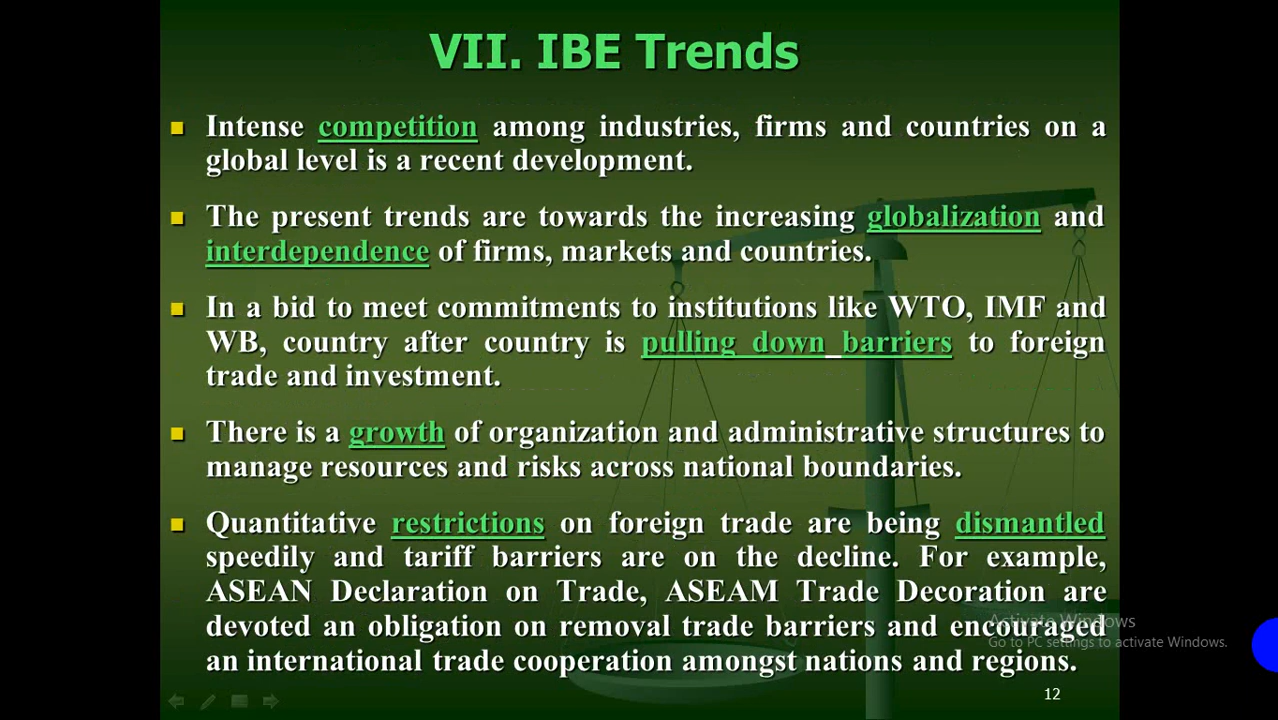 VII. IBE Trends
Intense competition among industries, firms and countries on a
global level is a recent development.
The present trends are towards the increasing globalization and
interdependence of firms, markets and countries.
In a bid to meet commitments to institutions like WTO, IMF and
WB, country after country is pulling down barriers to foreign
trade and investment.
There is a growth of organization and administrative structures to
manage resources and risks across national boundaries.
Quantitative restrictions on foreign trade are being dismantled
speedily and tariff barriers are on the decline. For example,
ASEAN Declaration on Trade, ASEAM Trade Decoration are
devoted an obligation on removal trade barriers and encouraged
an international trade cooperation amongst nations and regions.
Activate Windows
Go to PC settings to activate Windows.
12